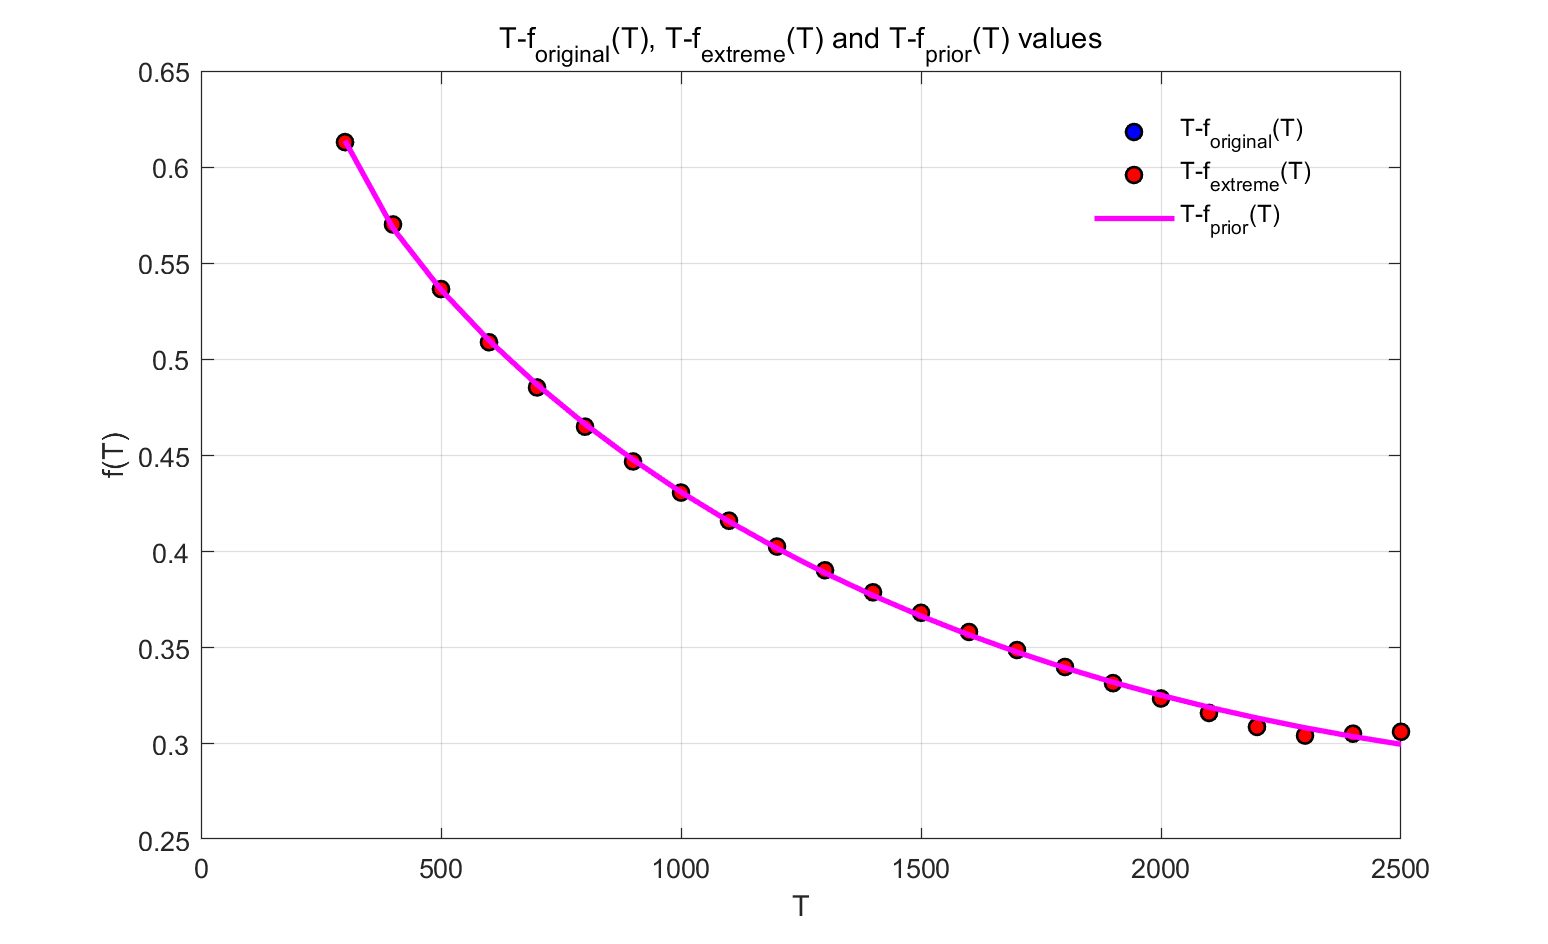 T-foriginal(T), T-fextreme(T) and T-fprior(T) values
0.65
0.6
0.55
0.5
0.45
0.4
0.35
0.3
0.25
f(T)
T-foriginal(T)
T-fextreme(T)
T-fprior(T)
0 500 1000 1500 2000 2500
T